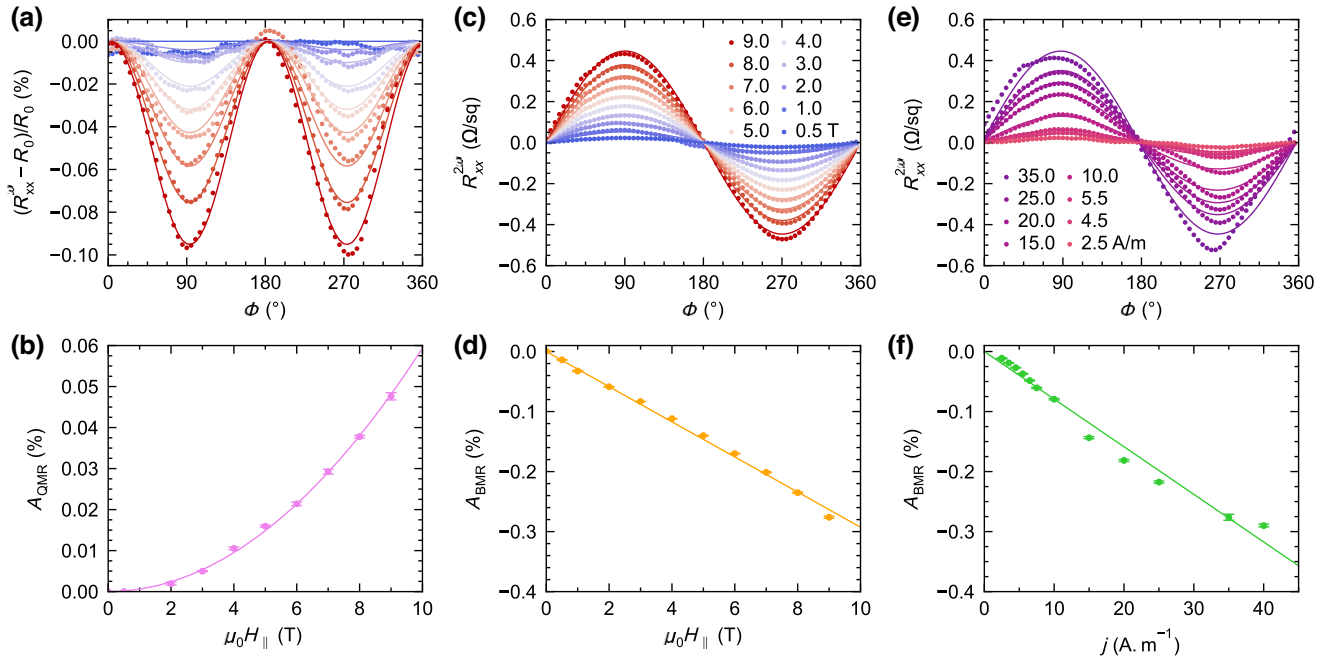 (a)
(R^ω_xx − R_0)/R_0 (%)
0.00
−0.02
−0.04
−0.06
−0.08
−0.10
0 90 180 270 360
Φ (°)
(c)
R^2ω_xx (Ω/sq)
0.6
0.4
0.2
0.0
−0.2
−0.4
−0.6
9.0 4.0
8.0 3.0
7.0 2.0
6.0 1.0
5.0 0.5 T
0 90 180 270 360
Φ (°)
(e)
R^2ω_xx (Ω/sq)
0.6
0.4
0.2
0.0
−0.2
−0.4
−0.6
35.0 10.0
25.0 5.5
20.0 4.5
15.0 2.5 A/m
0 90 180 270 360
Φ (°)
(b)
A_QMR (%)
0.06
0.05
0.04
0.03
0.02
0.01
0.00
0 2 4 6 8 10
μ_0H_∥ (T)
(d)
A_BMR (%)
0.0
−0.1
−0.2
−0.3
−0.4
0 2 4 6 8 10
μ_0H_∥ (T)
(f)
A_BMR (%)
0.0
−0.1
−0.2
−0.3
−0.4
0 10 20 30 40
j (A. m^−1)